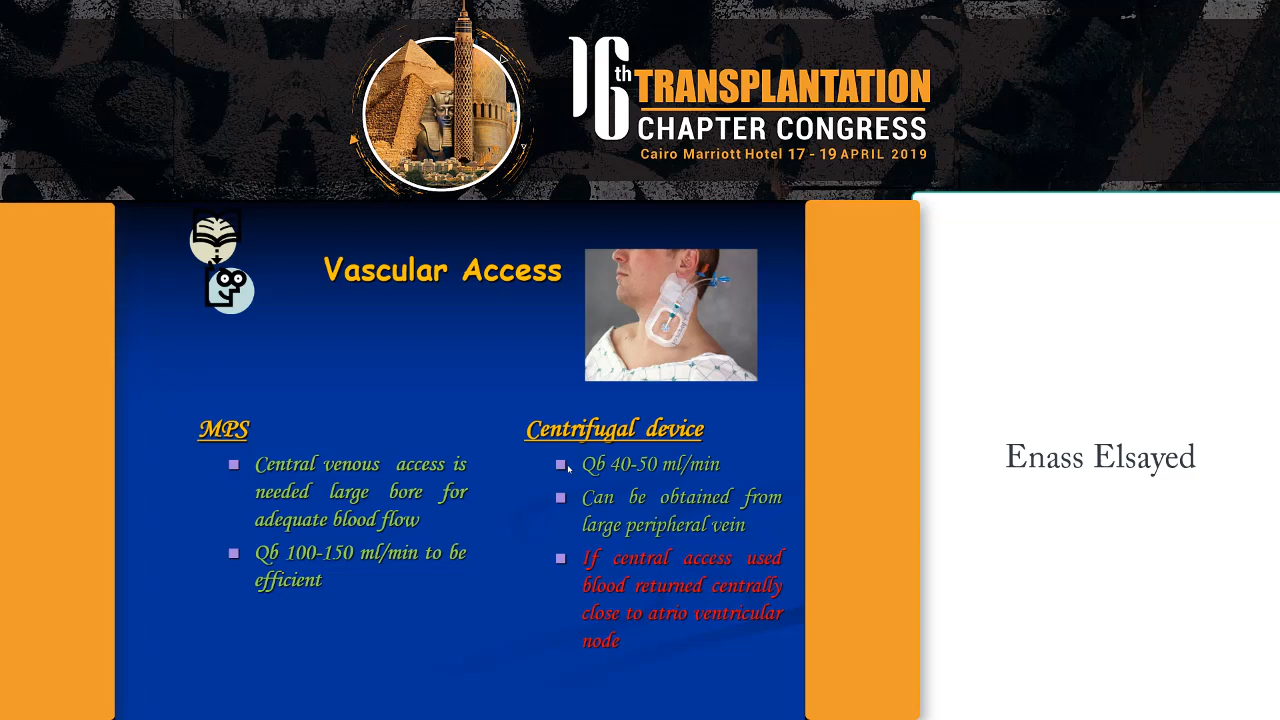 16th TRANSPLANTATION
CHAPTER CONGRESS
Cairo Marriott Hotel 17 - 19 APRIL 2019
Vascular Access
MPS
Central venous access is
needed large bore for
adequate blood flow
Qb 100-150 ml/min to be
efficient
Centrifugal device
Qb 40-50 ml/min
Can be obtained from
large peripheral vein
If central access used
blood returned centrally
close to atrio ventricular
node
Enass Elsayed